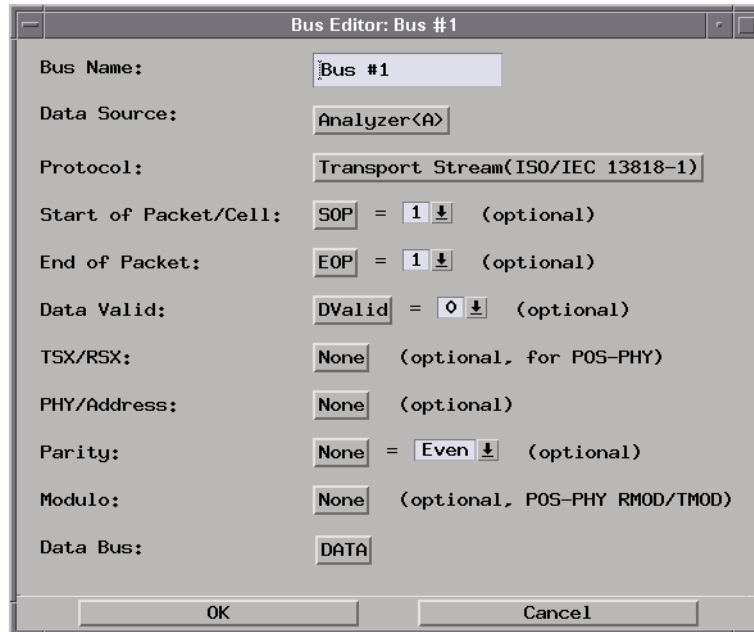 Bus Editor: Bus #1
Bus Name: Bus #1
Data Source: Analyzer<A>
Protocol: Transport Stream(ISO/IEC 13818-1)
Start of Packet/Cell: SOP = 1 (optional)
End of Packet: EOP = 1 (optional)
Data Valid: DValid = 0 (optional)
TSX/RSX: None (optional, for POS-PHY)
PHY/Address: None (optional)
Parity: None = Even (optional)
Modulo: None (optional, POS-PHY RMOD/TMOD)
Data Bus: DATA
OK Cancel